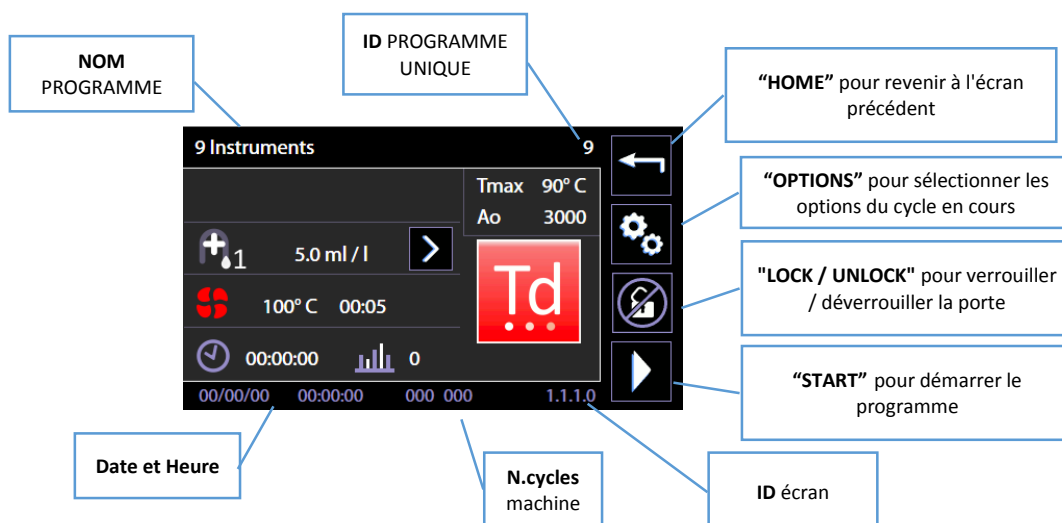 NOM
PROGRAMME
ID PROGRAMME
UNIQUE
“HOME” pour revenir à l'écran
précédent
9 Instruments
9
Tmax 90° C
Ao 3000
1 5.0 ml / l
100° C 00:05
Td
00:00:00 0
00/00/00 00:00:00 000 000 1.1.1.0
“OPTIONS” pour sélectionner les
options du cycle en cours
"LOCK / UNLOCK" pour verrouiller
/ déverrouiller la porte
“START” pour démarrer le
programme
Date et Heure
N.cycles
machine
ID écran